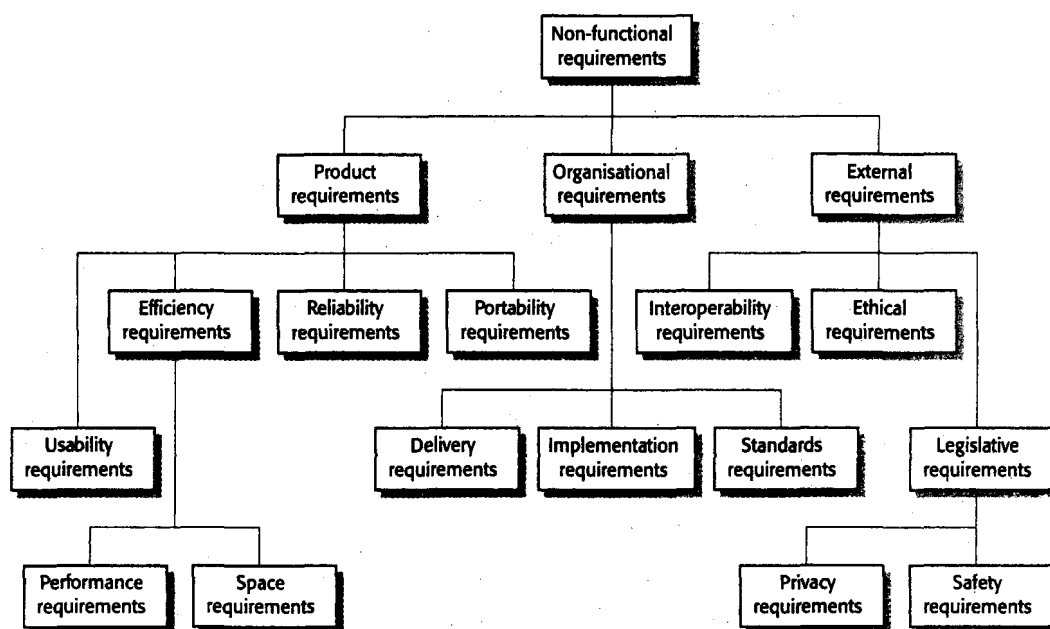 Non-functional
requirements
Product
requirements
Organisational
requirements
External
requirements
Efficiency
requirements
Reliability
requirements
Portability
requirements
Interoperability
requirements
Ethical
requirements
Usability
requirements
Delivery
requirements
Implementation
requirements
Standards
requirements
Legislative
requirements
Performance
requirements
Space
requirements
Privacy
requirements
Safety
requirements